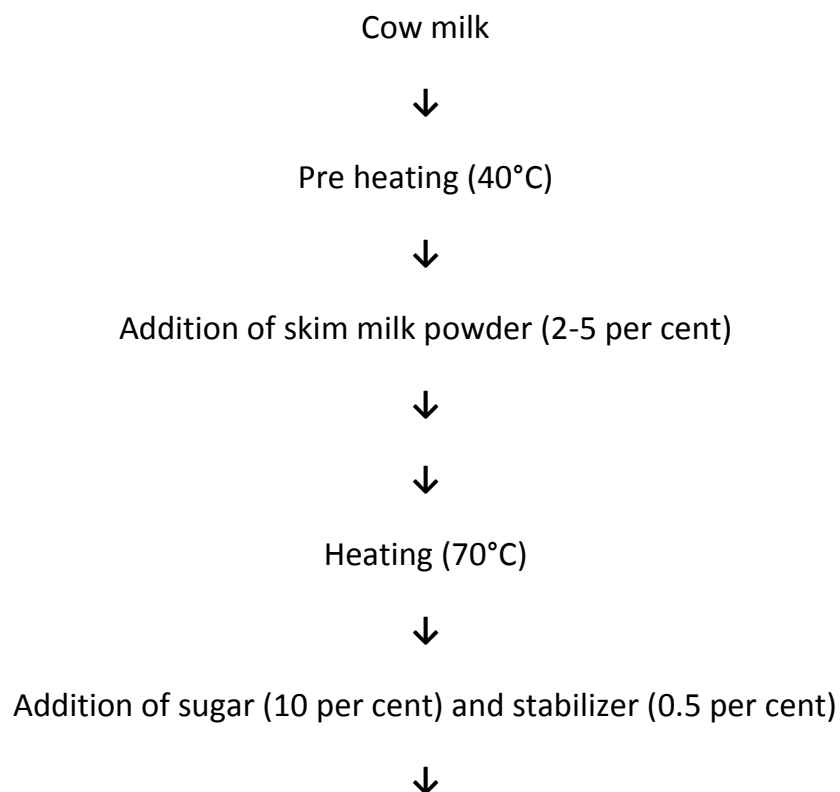 Cow milk
↓
Pre heating (40°C)
↓
Addition of skim milk powder (2-5 per cent)
↓
↓
Heating (70°C)
↓
Addition of sugar (10 per cent) and stabilizer (0.5 per cent)
↓